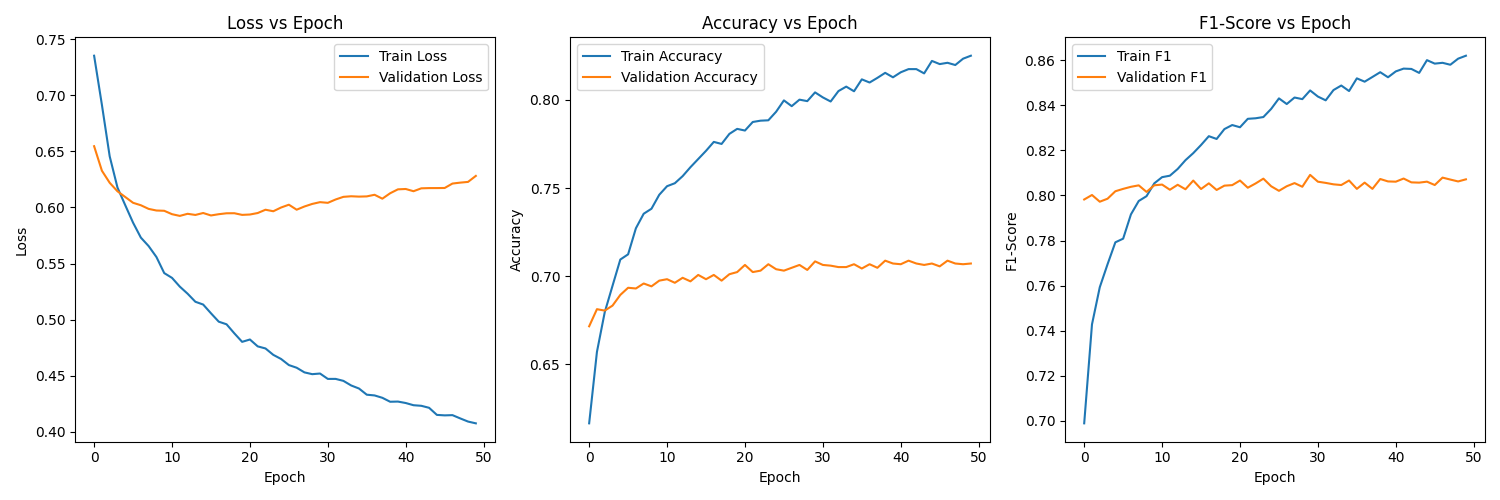 Loss vs Epoch
Train Loss
Validation Loss
0.75
0.70
0.65
0.60
0.55
0.50
0.45
0.40
Loss
0
10
20
30
40
50
Epoch
Accuracy vs Epoch
Train Accuracy
Validation Accuracy
0.80
0.75
0.70
0.65
Accuracy
0
10
20
30
40
50
Epoch
F1-Score vs Epoch
Train F1
Validation F1
0.86
0.84
0.82
0.80
0.78
0.76
0.74
0.72
0.70
F1-Score
0
10
20
30
40
50
Epoch